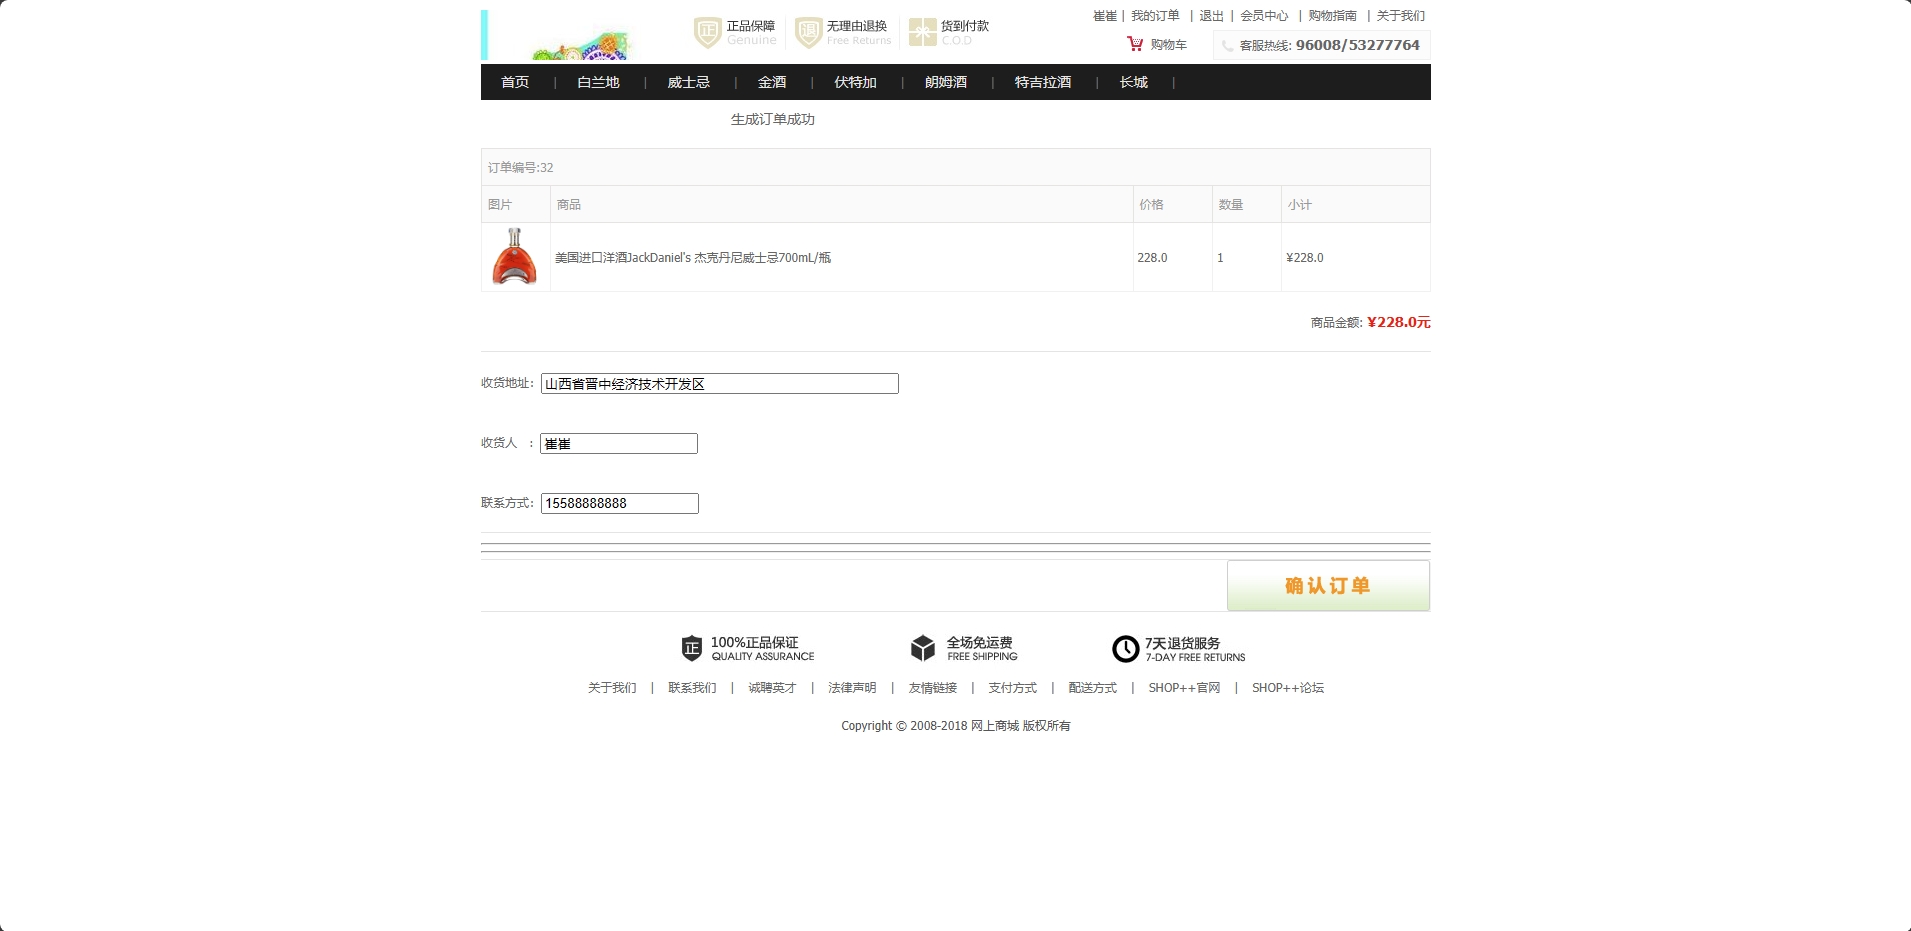 崔崔 | 我的订单 | 退出 | 会员中心 | 购物指南 | 关于我们
正 正品保障 Genuine
退 无理由退换 Free Returns
货到付款 C.O.D
购物车
客服热线: 96008/53277764
首页 | 白兰地 | 威士忌 | 金酒 | 伏特加 | 朗姆酒 | 特吉拉酒 | 长城 |
生成订单成功
订单编号:32
图片 商品 价格 数量 小计
美国进口洋酒JackDaniel's 杰克丹尼威士忌700mL/瓶 228.0 1 ¥228.0
商品金额: ¥228.0元
收货地址: 山西省晋中经济技术开发区
收货人 : 崔崔
联系方式: 15588888888
确认订单
正 100%正品保证 QUALITY ASSURANCE
全场免运费 FREE SHIPPING
7天退货服务 7-DAY FREE RETURNS
关于我们 | 联系我们 | 诚聘英才 | 法律声明 | 友情链接 | 支付方式 | 配送方式 | SHOP++官网 | SHOP++论坛
Copyright © 2008-2018 网上商城 版权所有